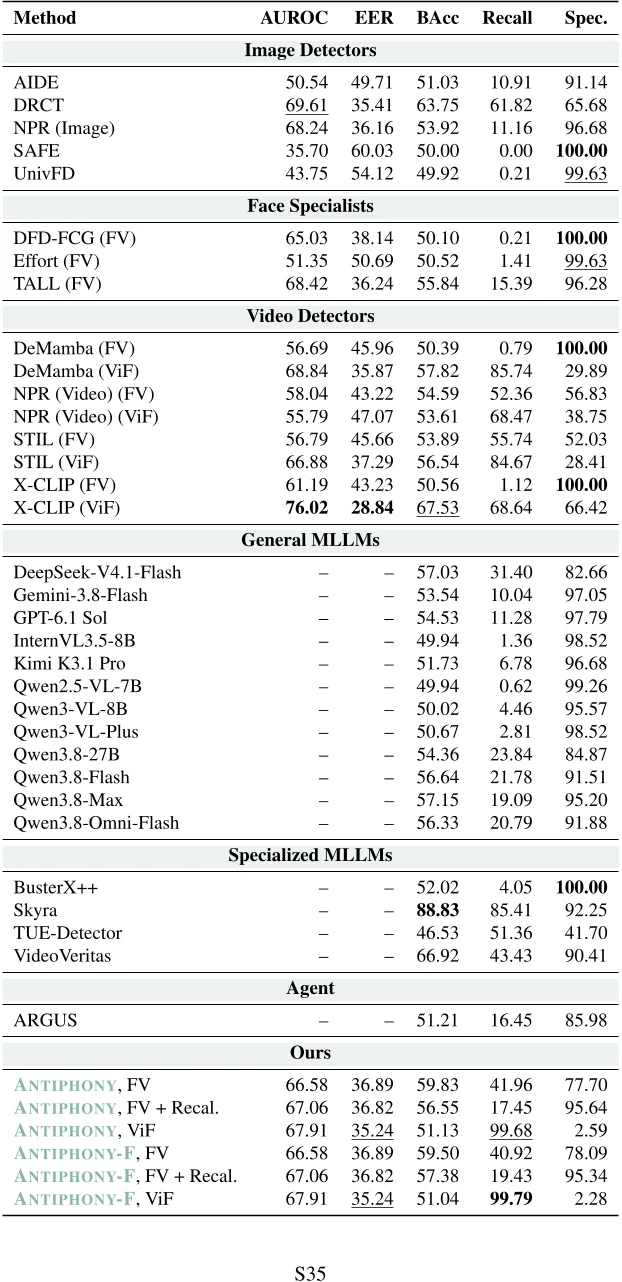 Method AUROC EER BAcc Recall Spec.
Image Detectors
AIDE 50.54 49.71 51.03 10.91 91.14
DRCT 69.61 35.41 63.75 61.82 65.68
NPR (Image) 68.24 36.16 53.92 11.16 96.68
SAFE 35.70 60.03 50.00 0.00 100.00
UnivFD 43.75 54.12 49.92 0.21 99.63
Face Specialists
DFD-FCG (FV) 65.03 38.14 50.10 0.21 100.00
Effort (FV) 51.35 50.69 50.52 1.41 99.63
TALL (FV) 68.42 36.24 55.84 15.39 96.28
Video Detectors
DeMamba (FV) 56.69 45.96 50.39 0.79 100.00
DeMamba (ViF) 68.84 35.87 57.82 85.74 29.89
NPR (Video) (FV) 58.04 43.22 54.59 52.36 56.83
NPR (Video) (ViF) 55.79 47.07 53.61 68.47 38.75
STIL (FV) 56.79 45.66 53.89 55.74 52.03
STIL (ViF) 66.88 37.29 56.54 84.67 28.41
X-CLIP (FV) 61.19 43.23 50.56 1.12 100.00
X-CLIP (ViF) 76.02 28.84 67.53 68.64 66.42
General MLLMs
DeepSeek-V4.1-Flash – – 57.03 31.40 82.66
Gemini-3.8-Flash – – 53.54 10.04 97.05
GPT-6.1 Sol – – 54.53 11.28 97.79
InternVL3.5-8B – – 49.94 1.36 98.52
Kimi K3.1 Pro – – 51.73 6.78 96.68
Qwen2.5-VL-7B – – 49.94 0.62 99.26
Qwen3-VL-8B – – 50.02 4.46 95.57
Qwen3-VL-Plus – – 50.67 2.81 98.52
Qwen3.8-27B – – 54.36 23.84 84.87
Qwen3.8-Flash – – 56.64 21.78 91.51
Qwen3.8-Max – – 57.15 19.09 95.20
Qwen3.8-Omni-Flash – – 56.33 20.79 91.88
Specialized MLLMs
BusterX++ – – 52.02 4.05 100.00
Skyra – – 88.83 85.41 92.25
TUE-Detector – – 46.53 51.36 41.70
VideoVeritas – – 66.92 43.43 90.41
Agent
ARGUS – – 51.21 16.45 85.98
Ours
ANTIPHONY, FV 66.58 36.89 59.83 41.96 77.70
ANTIPHONY, FV + Recal. 67.06 36.82 56.55 17.45 95.64
ANTIPHONY, ViF 67.91 35.24 51.13 99.68 2.59
ANTIPHONY-F, FV 66.58 36.89 59.50 40.92 78.09
ANTIPHONY-F, FV + Recal. 67.06 36.82 57.38 19.43 95.34
ANTIPHONY-F, ViF 67.91 35.24 51.04 99.79 2.28
S35